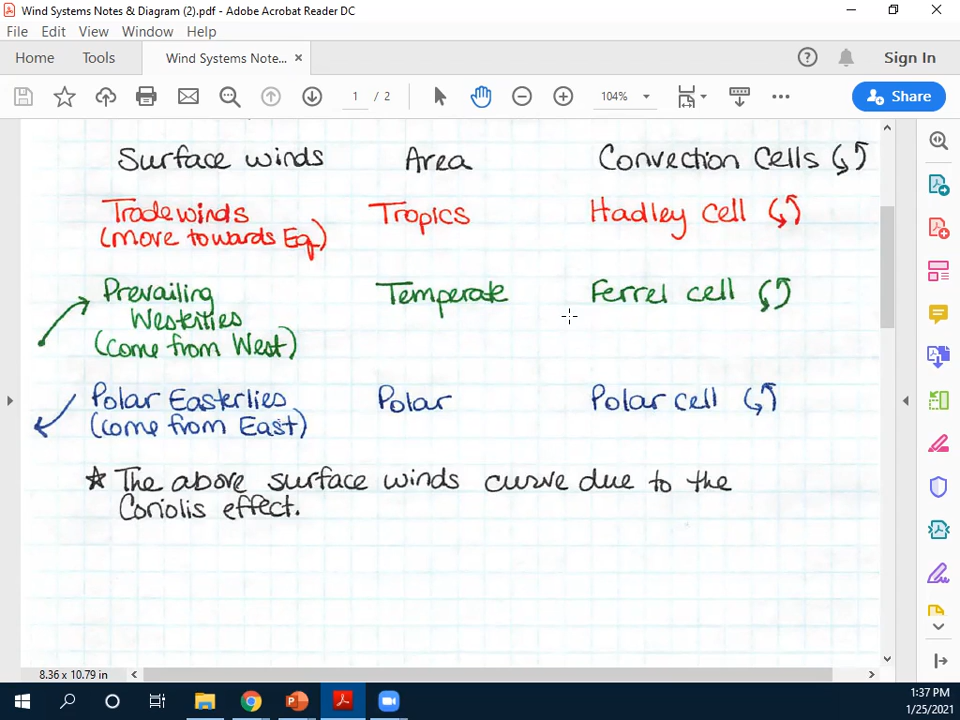 Wind Systems Notes & Diagram (2).pdf - Adobe Acrobat Reader DC
File Edit View Window Help
Home Tools Wind Systems Note... × Sign In
1 / 2 104% Share
Surface winds Area Convection Cells
Trade winds Tropics Hadley Cell
(move towards Eq)
Prevailing Temperate Ferrel cell
Westerlies
(come from West)
Polar Easterlies Polar Polar cell
(come from East)
☆ The above surface winds curve due to the
Coriolis effect.
8.36 x 10.79 in
1:37 PM
1/25/2021